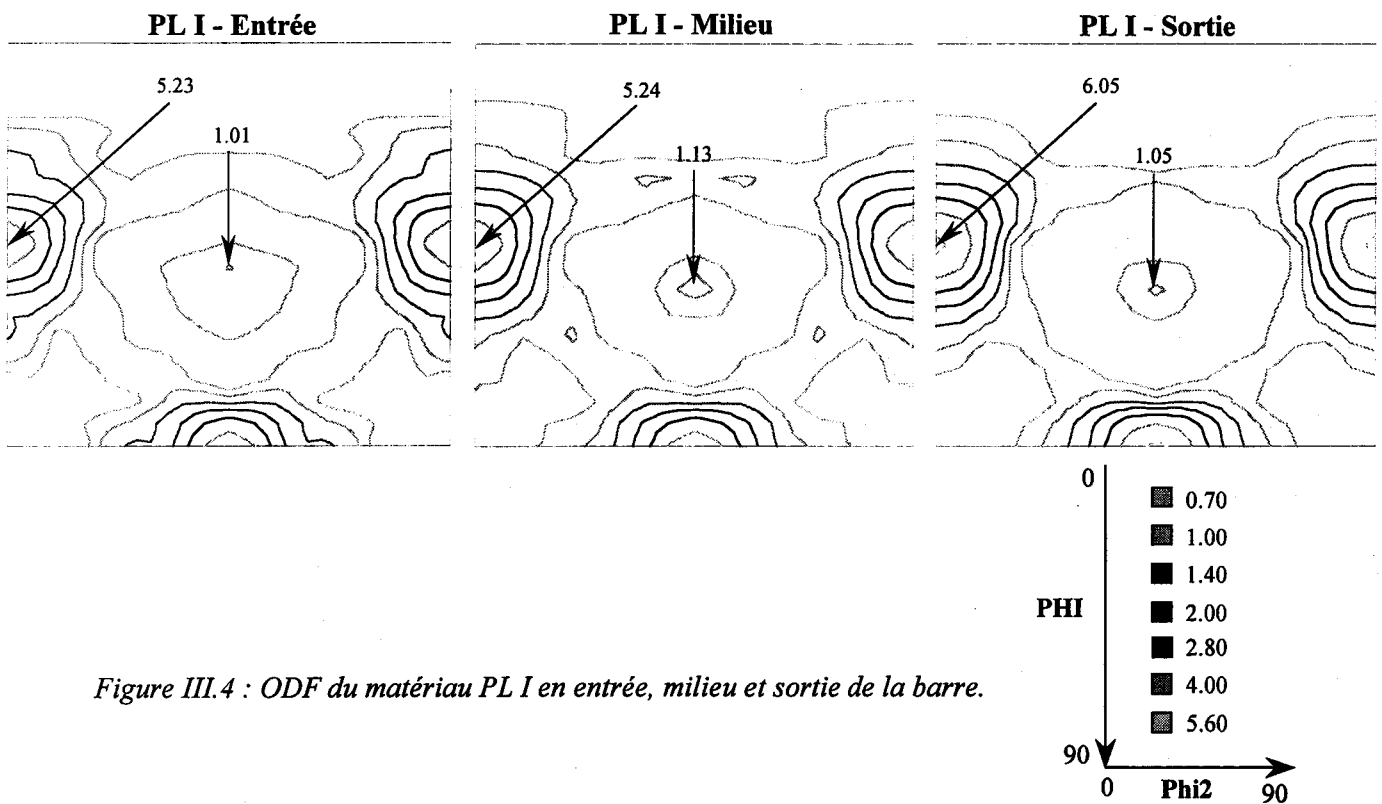 PL I - Entrée
PL I - Milieu
PL I - Sortie
5.23
1.01
5.24
1.13
6.05
1.05
0
0.70
1.00
1.40
PHI
2.00
2.80
4.00
5.60
90
0
Phi2
90
Figure III.4 : ODF du matériau PL I en entrée, milieu et sortie de la barre.